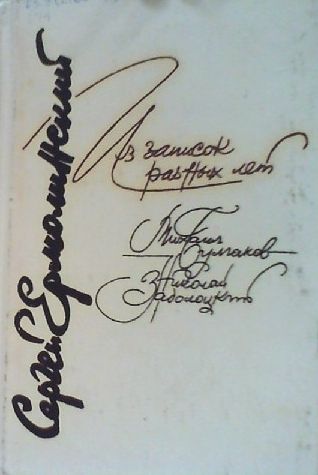 Сергей Ермолинский
Из записок
разных лет
Михаил
Булгаков
Николай
Заболоцкий